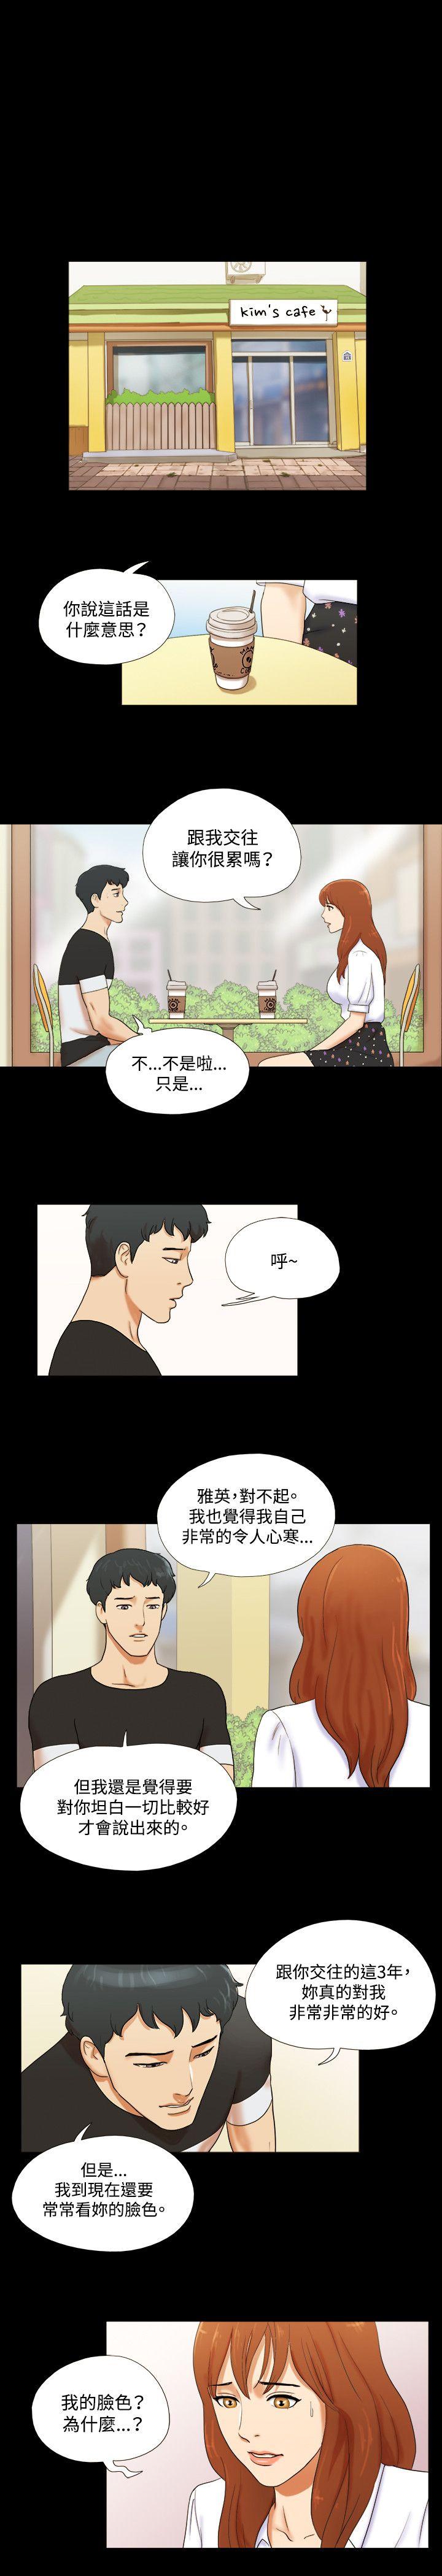 kim's cafe
你說這話是
什麼意思？
跟我交往
讓你很累嗎？
不...不是啦...
只是...
呼~
雅英，對不起。
我也覺得我自己
非常的令人心寒...
但我還是覺得要
對你坦白一切比較好
才會說出來的。
跟你交往的這3年，
妳真的對我
非常非常的好。
但是...
我到現在還要
常常看妳的臉色。
我的臉色？
為什麼...？